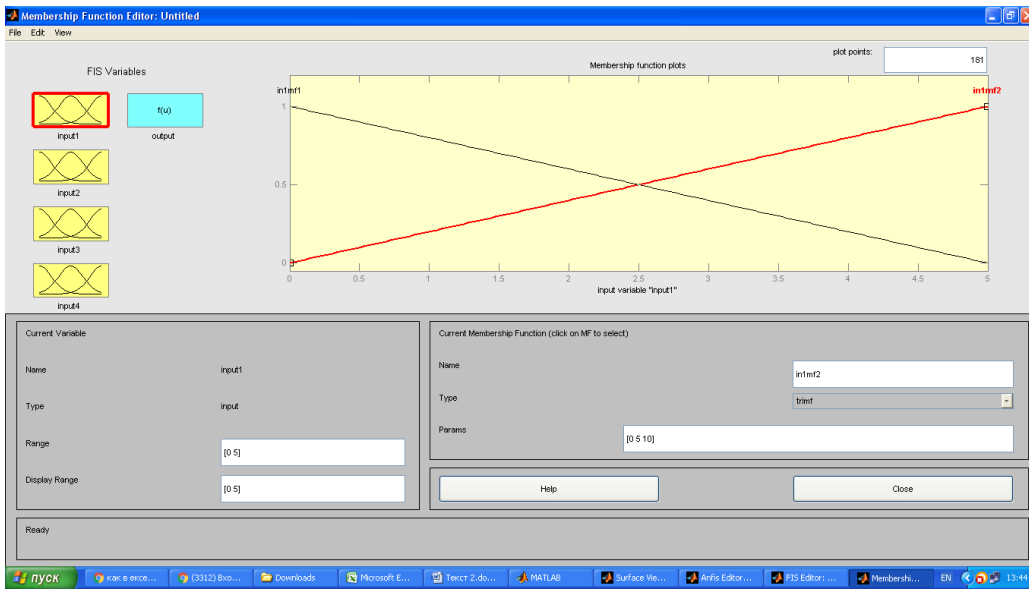 Membership Function Editor: Untitled
File Edit View
FIS Variables
f(u)
input1
output
input2
input3
input4
plot points:
181
Membership function plots
in1mf1
in1mf2
1
0.5
0
0 0.5 1 1.5 2 2.5 3 3.5 4 4.5 5
input variable "input1"
Current Variable
Name input1
Type input
Range [0 5]
Display Range [0 5]
Current Membership Function (click on MF to select)
Name in1mf2
Type trimf
Params [0 5 10]
Help Close
Ready
пуск как в ексе... (3312) Вхо... Downloads Microsoft E... Текст 2.do... MATLAB Surface Vie... Anfis Editor... FIS Editor: ... Membershi... EN 13:44